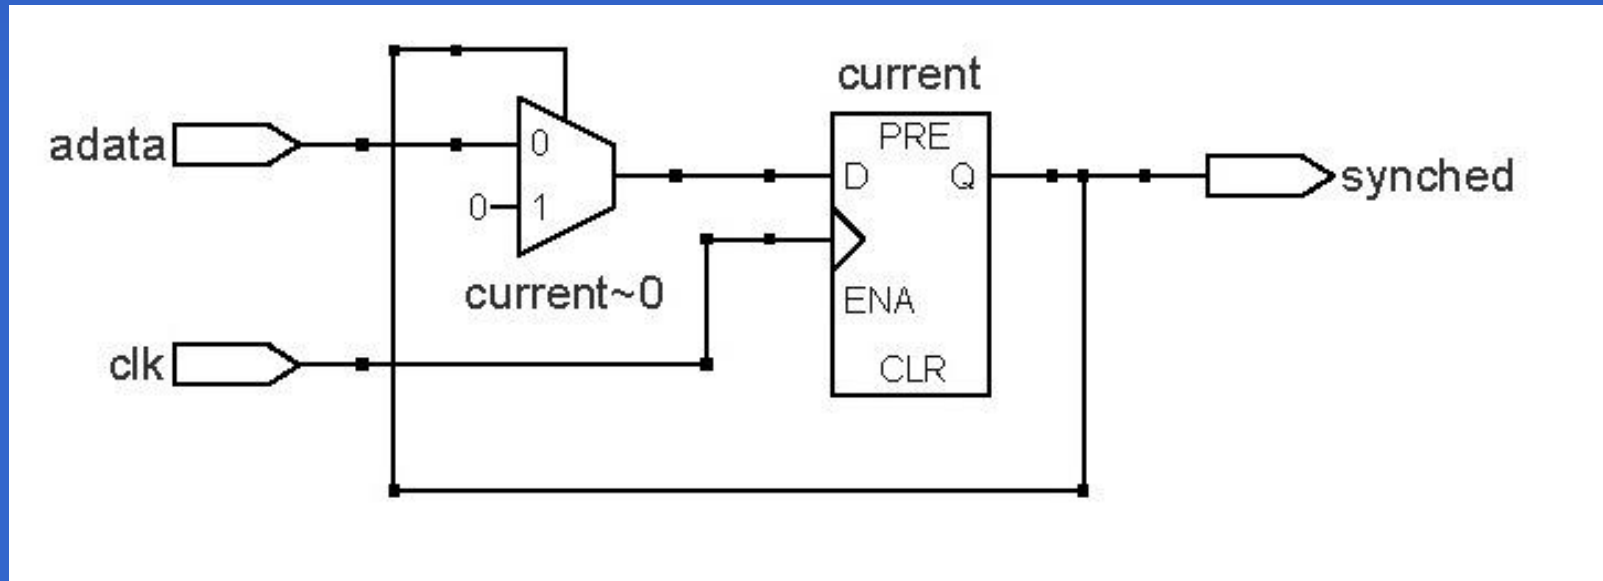 current
adata
0
PRE
D
Q
synched
0
1
current~0
ENA
clk
CLR